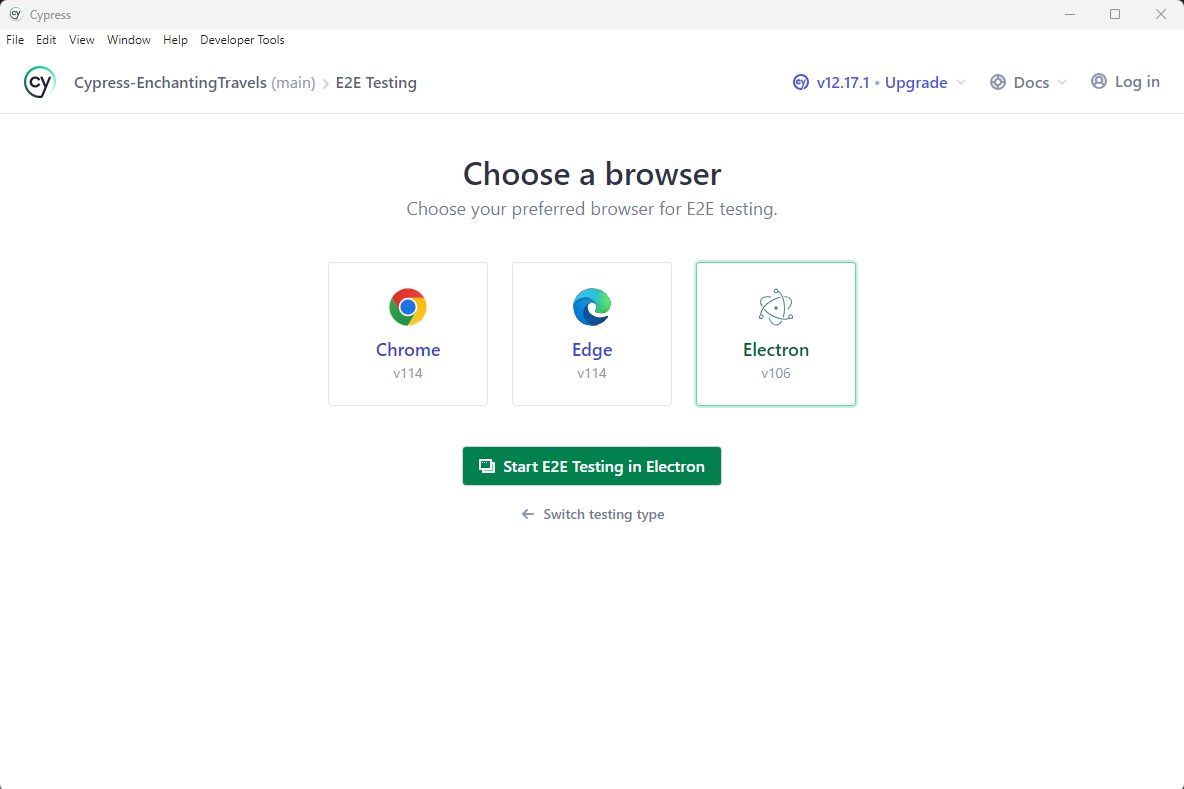 cy Cypress
File Edit View Window Help Developer Tools
cy Cypress-EnchantingTravels (main) > E2E Testing cy v12.17.1 • Upgrade Docs Log in
Choose a browser
Choose your preferred browser for E2E testing.
Chrome Edge Electron
v114 v114 v106
Start E2E Testing in Electron
← Switch testing type